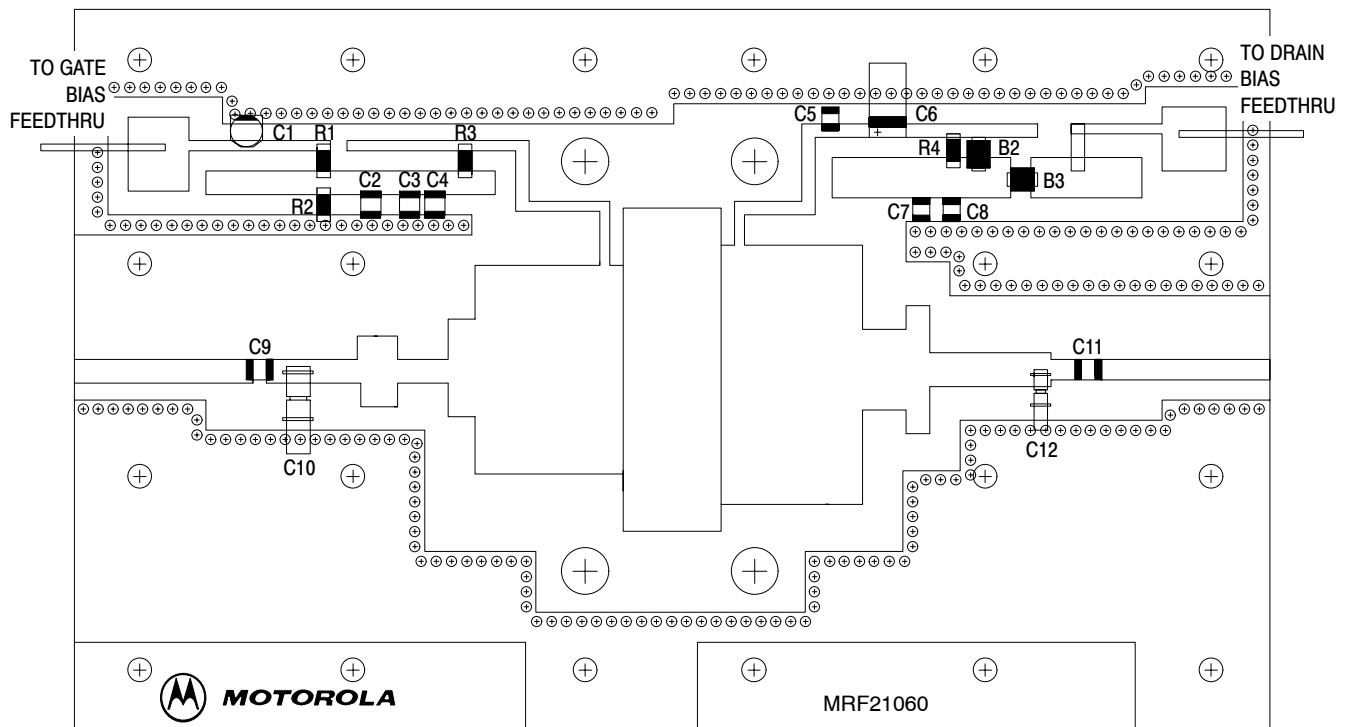 TO GATE
BIAS
FEEDTHRU
C1
R1
R3
C5
C6
TO DRAIN
BIAS
FEEDTHRU
R4
B2
B3
R2
C2
C3
C4
C7
C8
C9
C11
C10
C12
MOTOROLA
MRF21060